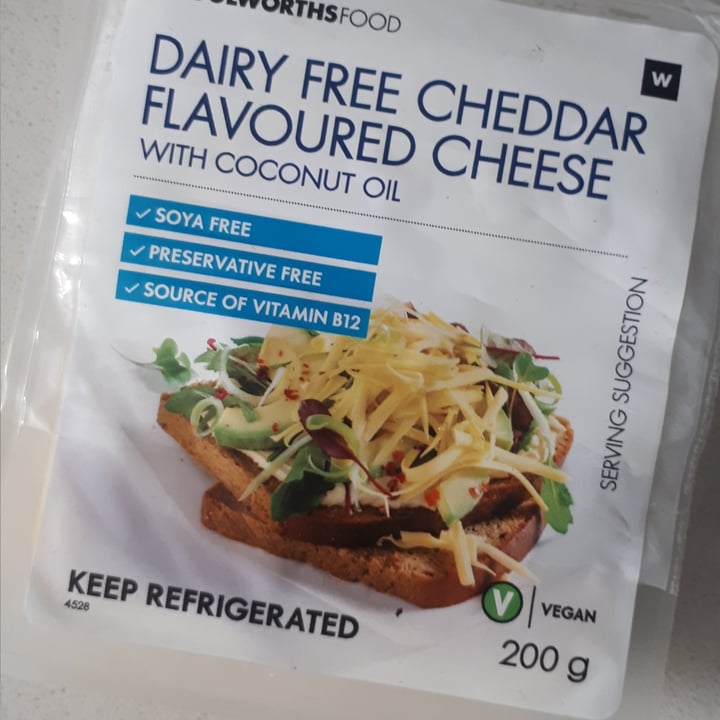 OLWORTHSFOOD
W
DAIRY FREE CHEDDAR
FLAVOURED CHEESE
WITH COCONUT OIL
✓ SOYA FREE
✓ PRESERVATIVE FREE
✓ SOURCE OF VITAMIN B12
SERVING SUGGESTION
KEEP REFRIGERATED
4528
V | VEGAN
200 g